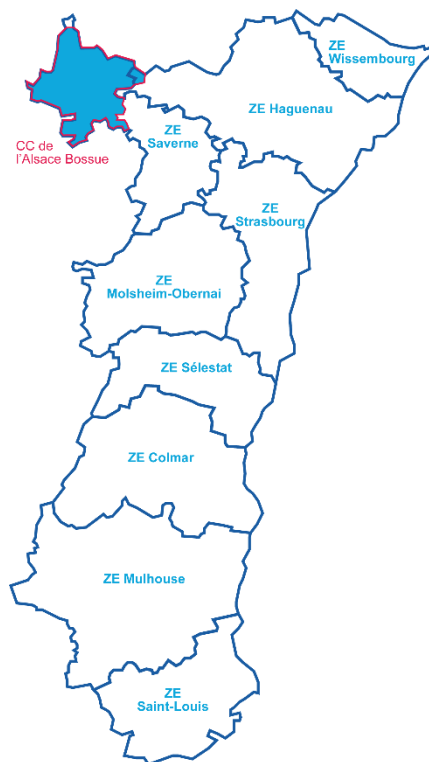 ZE
Wissembourg
ZE Haguenau
CC de
l'Alsace Bossue
ZE
Saverne
ZE
Strasbourg
ZE
Molsheim-Obernai
ZE Sélestat
ZE Colmar
ZE Mulhouse
ZE
Saint-Louis